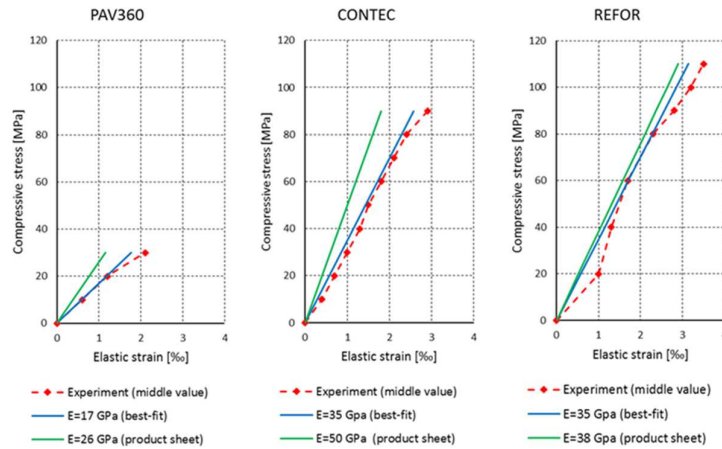 PAV360
120
100
80
60
40
20
0
Compressive stress [MPa]
0 1 2 3 4
Elastic strain [‰]
Experiment (middle value)
E=17 GPa (best-fit)
E=26 GPa (product sheet)
CONTEC
120
100
80
60
40
20
0
Compressive stress [MPa]
0 1 2 3 4
Elastic strain [‰]
Experiment (middle value)
E=35 Gpa (best-fit)
E=50 GPa (product sheet)
REFOR
120
100
80
60
40
20
0
Compressive stress [MPa]
0 1 2 3 4
Elastic strain [‰]
Experiment (middle value)
E=35 Gpa (best-fit)
E=38 Gpa (product sheet)